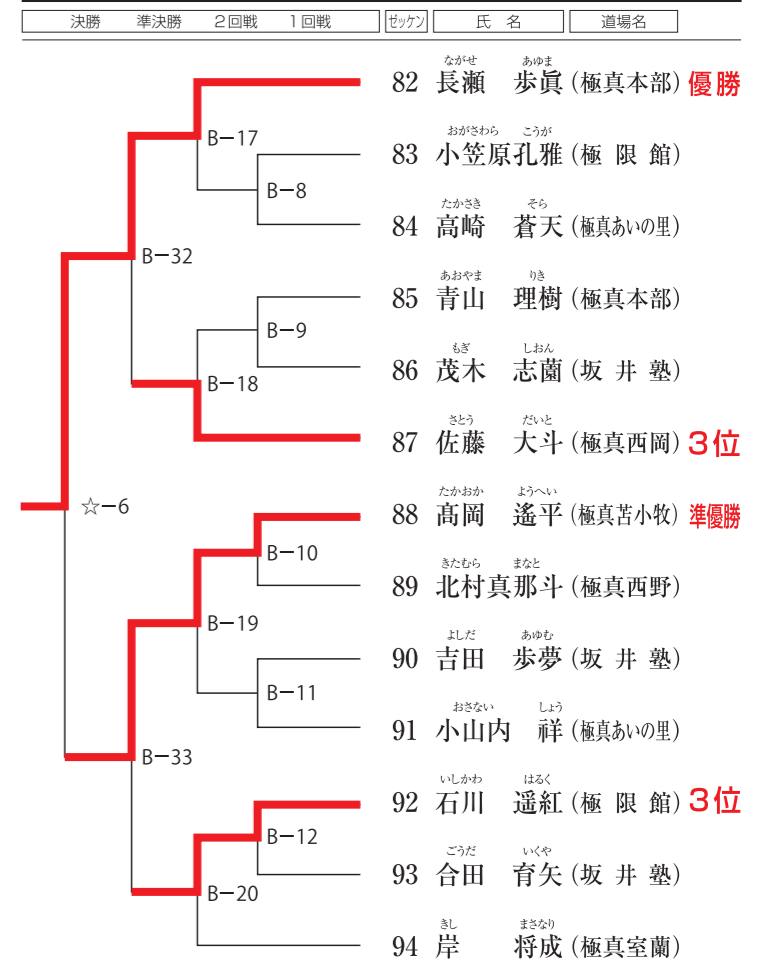 決勝 準決勝 2回戦 1回戦 ゼッケン 氏 名 道場名
ながせ あゆま
82 長瀬 歩眞 (極真本部) 優勝
B-17
おがさわら こうが
83 小笠原孔雅 (極限館)
B-8
たかさき そら
84 高崎 蒼天 (極真あいの里)
B-32
あおやま りき
85 青山 理樹 (極真本部)
B-9
もぎ しおん
86 茂木 志薗 (坂井塾)
B-18
さとう だいと
87 佐藤 大斗 (極真西岡) 3位
☆-6
たかおか ようへい
88 髙岡 遙平 (極真苫小牧) 準優勝
B-10
きたむら まなと
89 北村真那斗 (極真西野)
B-19
よしだ あゆむ
90 吉田 歩夢 (坂井塾)
B-11
おさない しょう
91 小山内 祥 (極真あいの里)
B-33
いしかわ はるく
92 石川 遥紅 (極限館) 3位
B-12
ごうだ いくや
93 合田 育矢 (坂井塾)
B-20
きし まさなり
94 岸 将成 (極真室蘭)